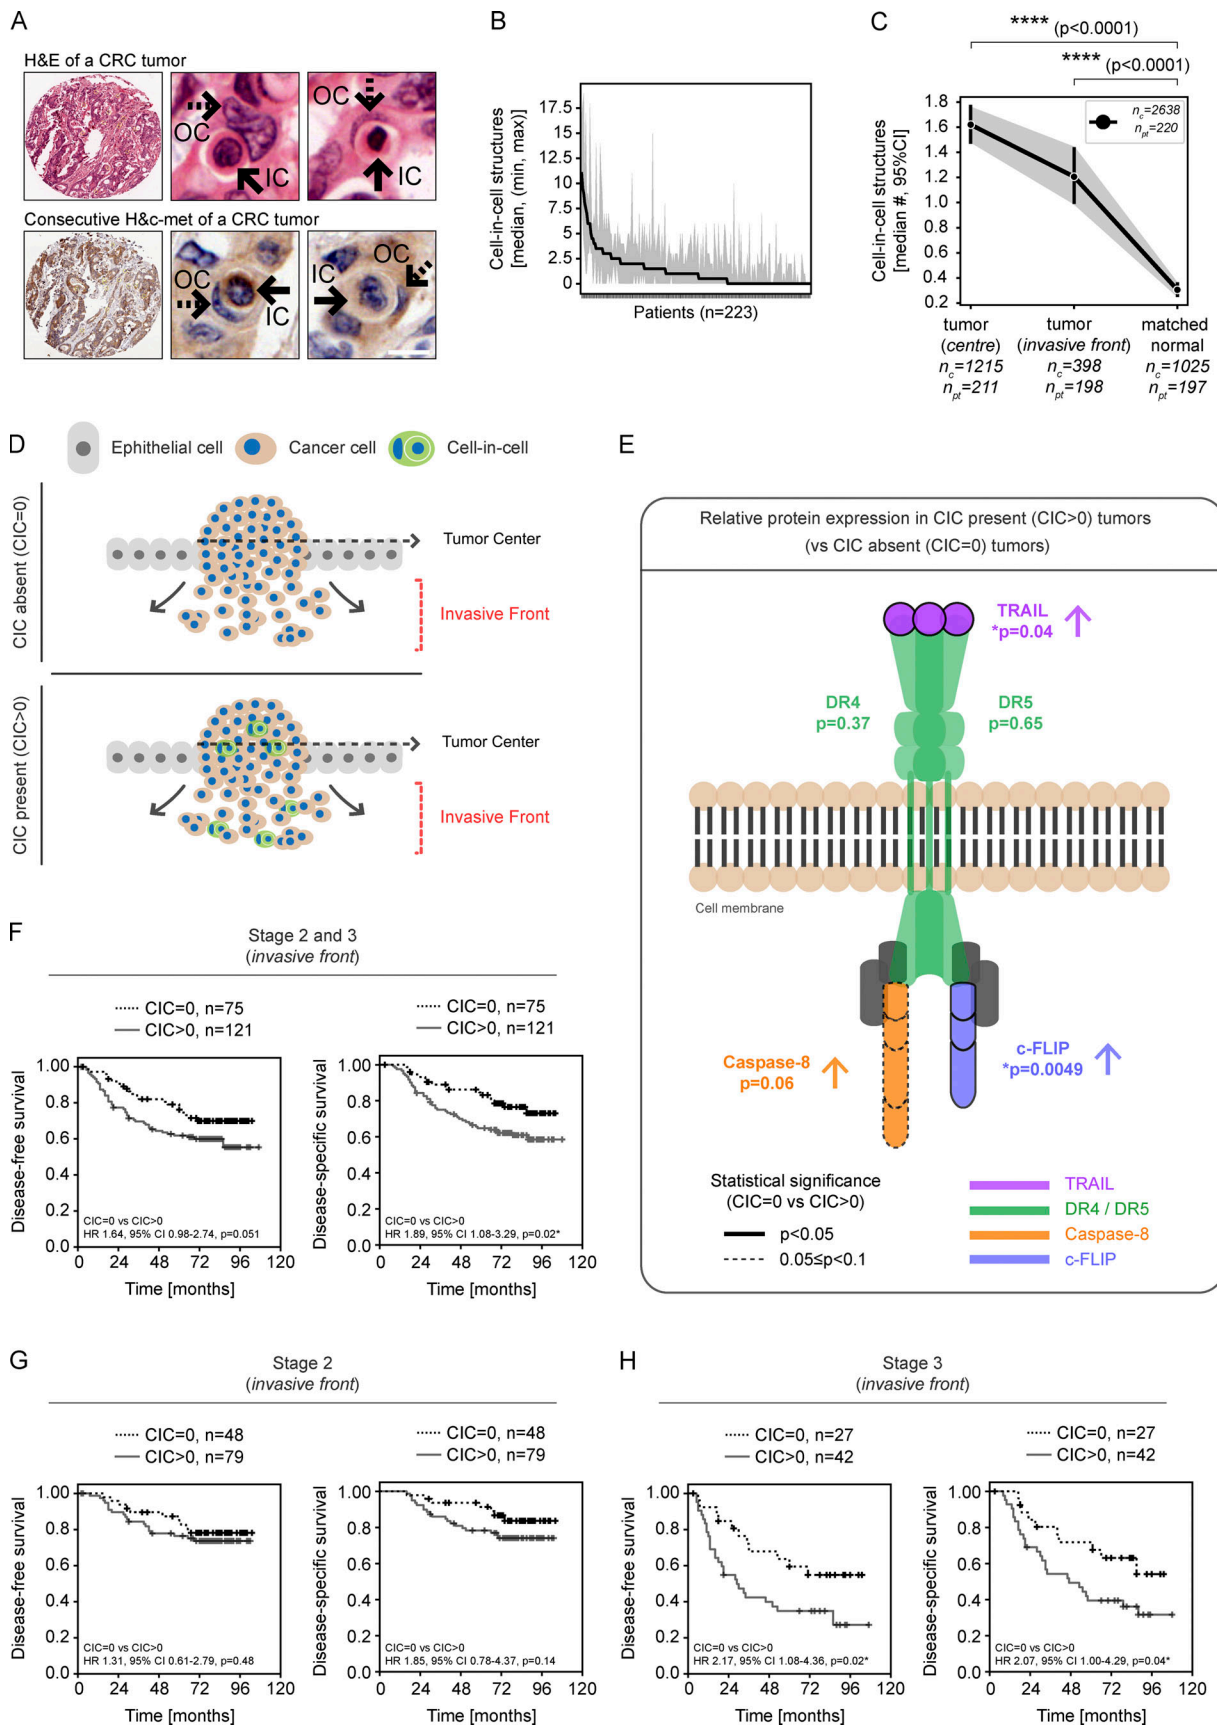 A
H&E of a CRC tumor
OC
IC
OC
IC
Consecutive H&c-met of a CRC tumor
OC
IC
IC
OC
B
Cell-in-cell structures
[median, (min, max)]
17.5
15
12.5
10
7.5
5
2.5
0
Patients (n=223)
C
**** (p<0.0001)
**** (p<0.0001)
Cell-in-cell structures
[median #, 95%CI]
1.8
1.6
1.4
1.2
1.0
0.8
0.6
0.4
0.2
nc=2638
npt=220
tumor
(centre)
nc=1215
npt=211
tumor
(invasive front)
nc=398
npt=198
matched
normal
nc=1025
npt=197
D
Ephithelial cell
Cancer cell
Cell-in-cell
CIC absent (CIC=0)
Tumor Center
Invasive Front
CIC present (CIC>0)
Tumor Center
Invasive Front
E
Relative protein expression in CIC present (CIC>0) tumors
(vs CIC absent (CIC=0) tumors)
TRAIL
*p=0.04
DR4
p=0.37
DR5
p=0.65
Cell membrane
Caspase-8
p=0.06
c-FLIP
*p=0.0049
Statistical significance
(CIC=0 vs CIC>0)
p<0.05
0.05≤p<0.1
TRAIL
DR4 / DR5
Caspase-8
c-FLIP
F
Stage 2 and 3
(invasive front)
CIC=0, n=75
CIC>0, n=121
Disease-free survival
1.0
0.8
0.6
0.4
0.2
0.0
CIC=0 vs CIC>0
HR 1.64, 95% CI 0.98-2.74, p=0.051
0 24 48 72 96 120
Time [months]
CIC=0, n=75
CIC>0, n=121
Disease-specific survival
1.0
0.8
0.6
0.4
0.2
0.0
CIC=0 vs CIC>0
HR 1.89, 95% CI 1.08-3.29, p=0.02*
0 24 48 72 96 120
Time [months]
G
Stage 2
(invasive front)
CIC=0, n=48
CIC>0, n=79
Disease-free survival
1.00
0.8
0.6
0.4
0.2
0.0
CIC=0 vs CIC>0
HR 1.31, 95% CI 0.61-2.79, p=0.48
0 24 48 72 96 120
Time [months]
CIC=0, n=48
CIC>0, n=79
Disease-specific survival
1.00
0.8
0.6
0.4
0.2
0.0
CIC=0 vs CIC>0
HR 1.85, 95% CI 0.78-4.37, p=0.14
0 24 48 72 96 120
Time [months]
H
Stage 3
(invasive front)
CIC=0, n=27
CIC>0, n=42
Disease-free survival
1.00
0.8
0.6
0.4
0.2
0.0
CIC=0 vs CIC>0
HR 2.17, 95% CI 1.08-4.36, p=0.02*
0 24 48 72 96 120
Time [months]
CIC=0, n=27
CIC>0, n=42
Disease-specific survival
1.00
0.8
0.6
0.4
0.2
0.0
CIC=0 vs CIC>0
HR 2.07, 95% CI 1.00-4.29, p=0.04*
0 24 48 72 96 120
Time [months]